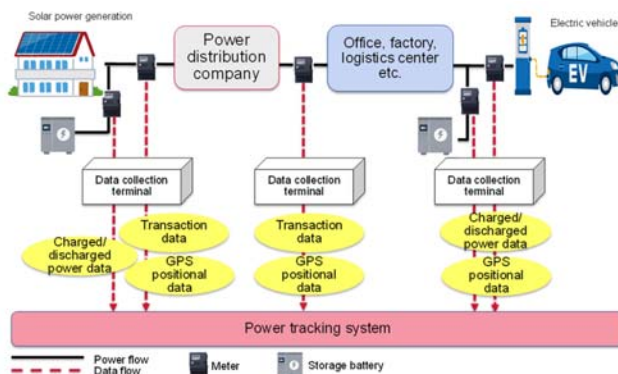 Solar power generation
Power
distribution
company
Office, factory,
logistics center
etc.
Electric vehicle
EV
Data collection
terminal
Data collection
terminal
Data collection
terminal
Charged/
discharged
power data
Transaction
data
GPS
positional
data
Transaction
data
GPS
positional
data
Charged/
discharged
power data
GPS
positional
data
Power tracking system
Power flow
Data flow
Meter
Storage battery